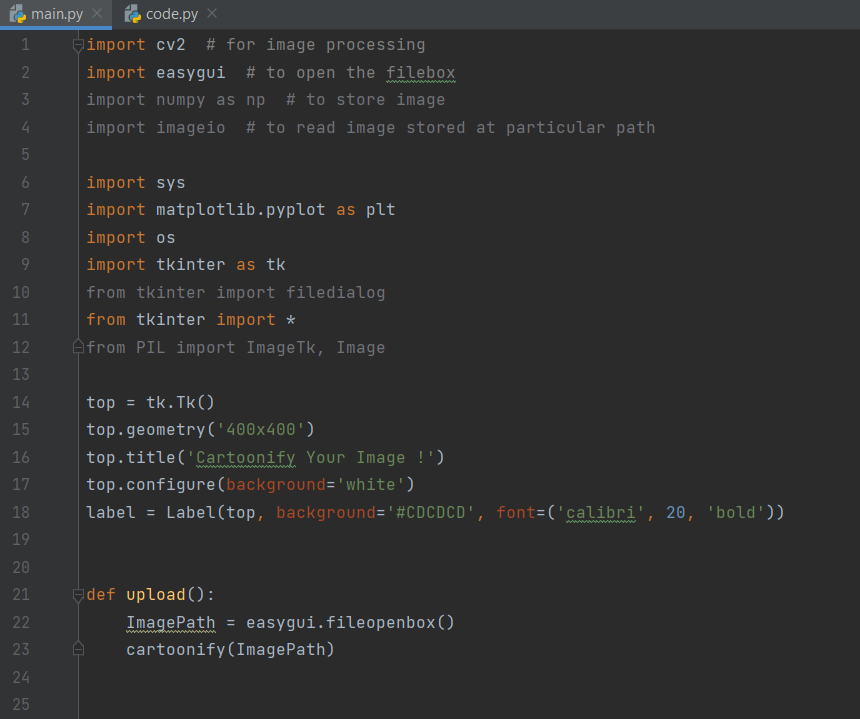 main.py code.py
1 import cv2  # for image processing
2 import easygui  # to open the filebox
3 import numpy as np  # to store image
4 import imageio  # to read image stored at particular path
5
6 import sys
7 import matplotlib.pyplot as plt
8 import os
9 import tkinter as tk
10 from tkinter import filedialog
11 from tkinter import *
12 from PIL import ImageTk, Image
13
14 top = tk.Tk()
15 top.geometry('400x400')
16 top.title('Cartoonify Your Image !')
17 top.configure(background='white')
18 label = Label(top, background='#CDCDCD', font=('calibri', 20, 'bold'))
19
20
21 def upload():
22     ImagePath = easygui.fileopenbox()
23     cartoonify(ImagePath)
24
25